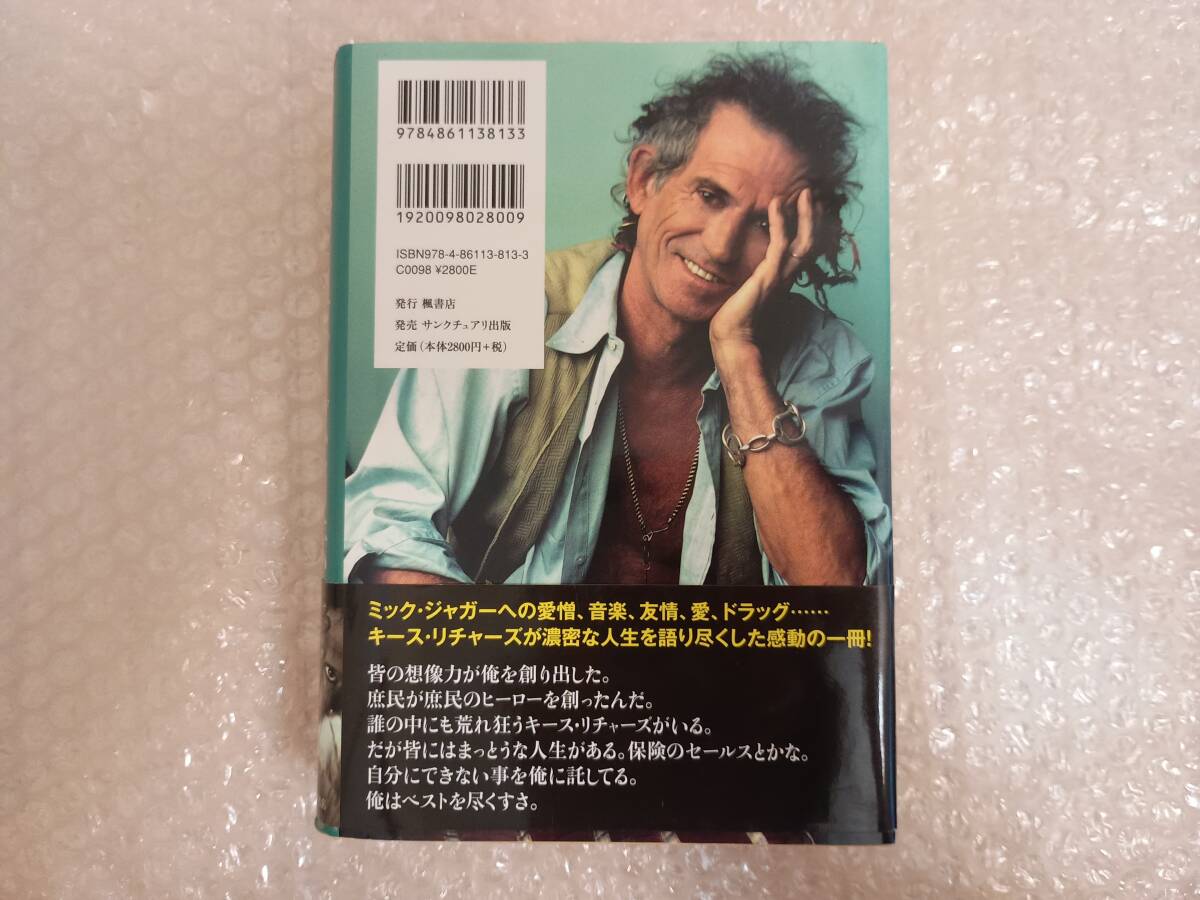 9784861138133
1920098028009
ISBN978-4-86113-813-3
C0098 ¥2800E
発行 楓書店
発売 サンクチュアリ出版
定価（本体2800円+税）
ミック・ジャガーへの愛憎、音楽、友情、愛、ドラッグ……
キース・リチャーズが濃密な人生を語り尽くした感動の一冊！
皆の想像力が俺を創り出した。
庶民が庶民のヒーローを創ったんだ。
誰の中にも荒れ狂うキース・リチャーズがいる。
だが皆にはまっとうな人生がある。保険のセールスとかな。
自分にできない事を俺に託してる。
俺はベストを尽くすさ。